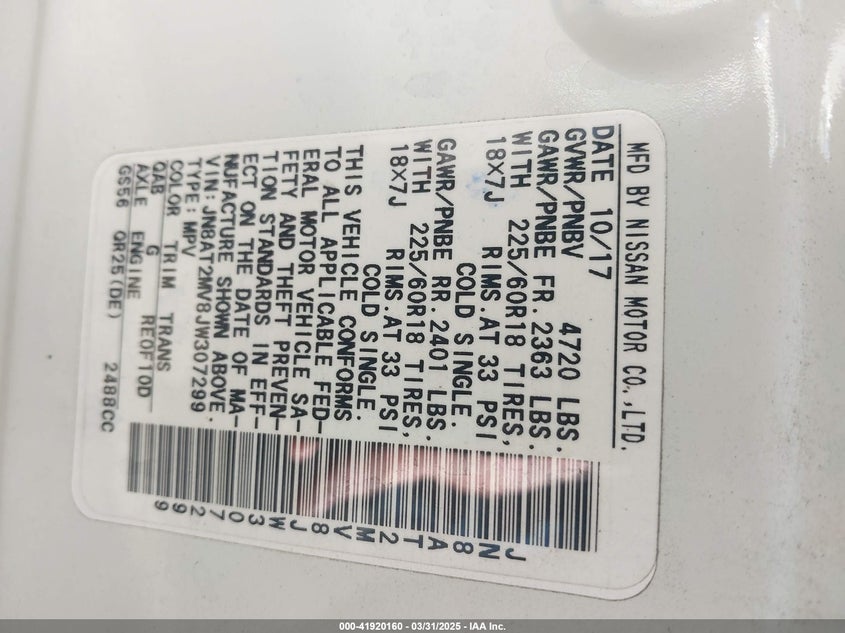 MFD BY NISSAN MOTOR CO.,LTD.
DATE 10/17
GVWR/PNBV 4720 LBS.
GAWR/PNBE FR. 2363 LBS.
WITH 225/60R18 TIRES,
18X7J RIMS.AT 33 PSI
COLD SINGLE.
GAWR/PNBE RR. 2401 LBS.
WITH 225/60R18 TIRES,
18X7J RIMS.AT 33 PSI
COLD SINGLE.
THIS VEHICLE CONFORMS
TO ALL APPLICABLE FED-
ERAL MOTOR VEHICLE SA-
FETY AND THEFT PREVEN-
TION STANDARDS IN EFF-
ECT ON THE DATE OF MA-
NUFACTURE SHOWN ABOVE.
VIN: JN8AT2MV8JW307299
TYPE: MPV
COLOR TRIM TRANS
QAB G RE0F10D
AXLE ENGINE
GS56 QR25(DE) 2488CC
JN8AT2MV8JW307299
000-41920160 - 03/31/2025 - IAA Inc.